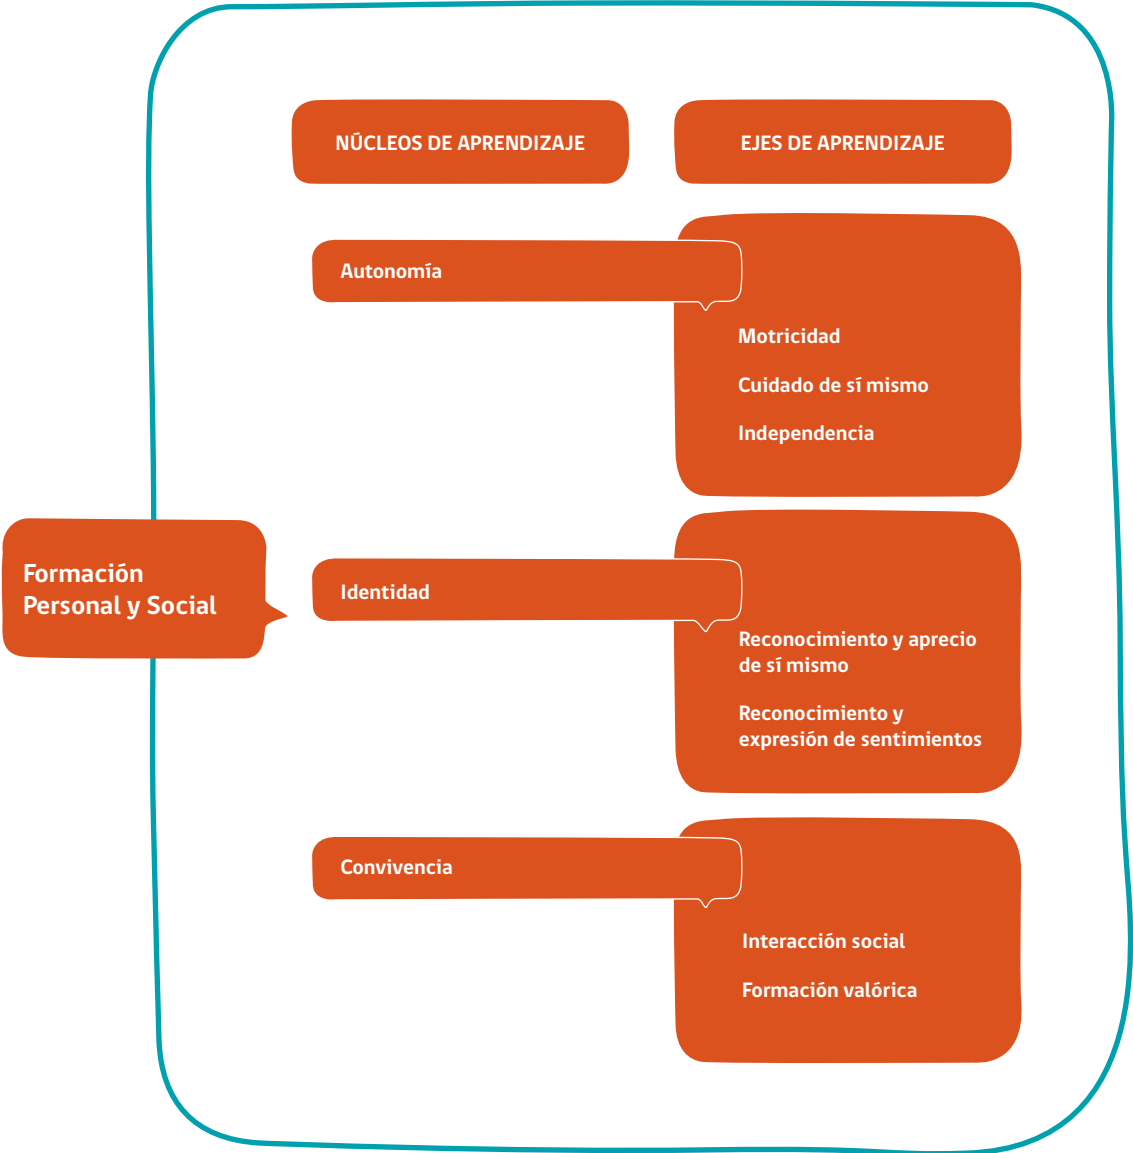 NÚCLEOS DE APRENDIZAJE
EJES DE APRENDIZAJE
Formación
Personal y Social
Autonomía
Motricidad
Cuidado de sí mismo
Independencia
Identidad
Reconocimiento y aprecio
de sí mismo
Reconocimiento y
expresión de sentimientos
Convivencia
Interacción social
Formación valórica